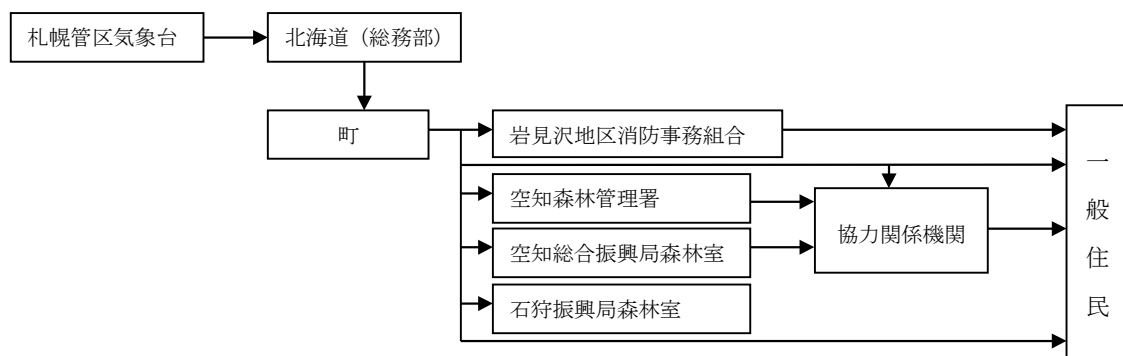 札幌管区気象台
北海道（総務部）
町
岩見沢地区消防事務組合
空知森林管理署
空知総合振興局森林室
石狩振興局森林室
協力関係機関
一般住民